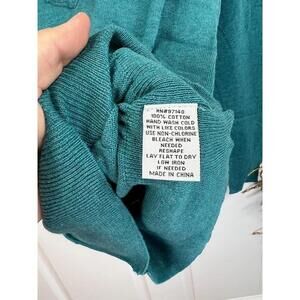 RN#97140
100% COTTON
HAND WASH COLD
WITH LIKE COLORS
USE NON-CHLORINE
BLEACH WHEN
NEEDED
RESHAPE
LAY FLAT TO DRY
LOW IRON
IF NEEDED
MADE IN CHINA